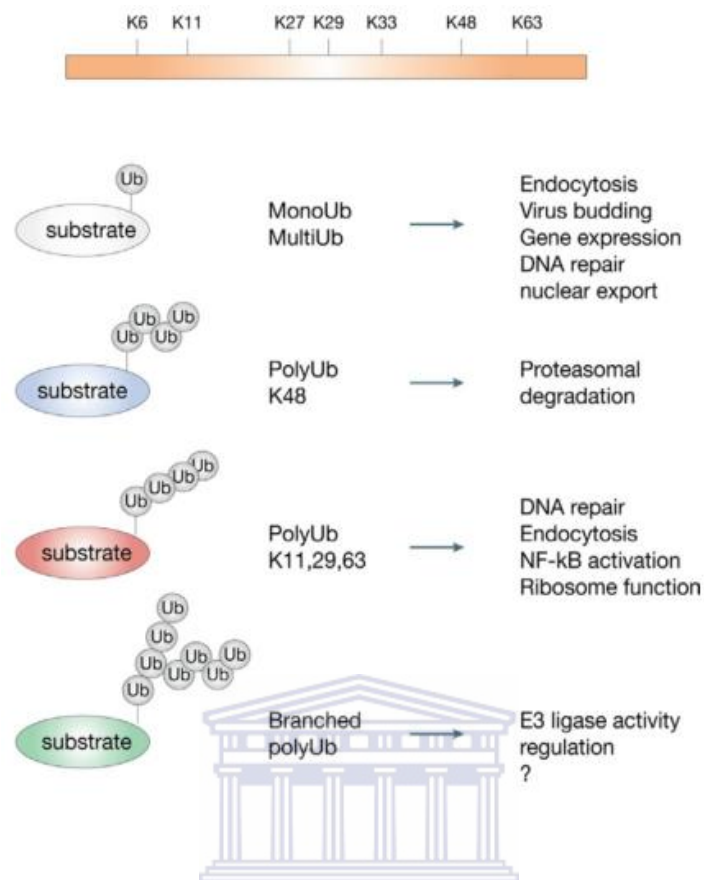 K6 K11 K27 K29 K33 K48 K63
Ub
substrate
MonoUb
MultiUb
Endocytosis
Virus budding
Gene expression
DNA repair
nuclear export
Ub Ub Ub Ub
substrate
PolyUb
K48
Proteasomal
degradation
Ub Ub Ub Ub
substrate
PolyUb
K11,29,63
DNA repair
Endocytosis
NF-kB activation
Ribosome function
Ub
Ub
Ub Ub Ub
Ub Ub Ub
substrate
Branched
polyUb
E3 ligase activity
regulation
?